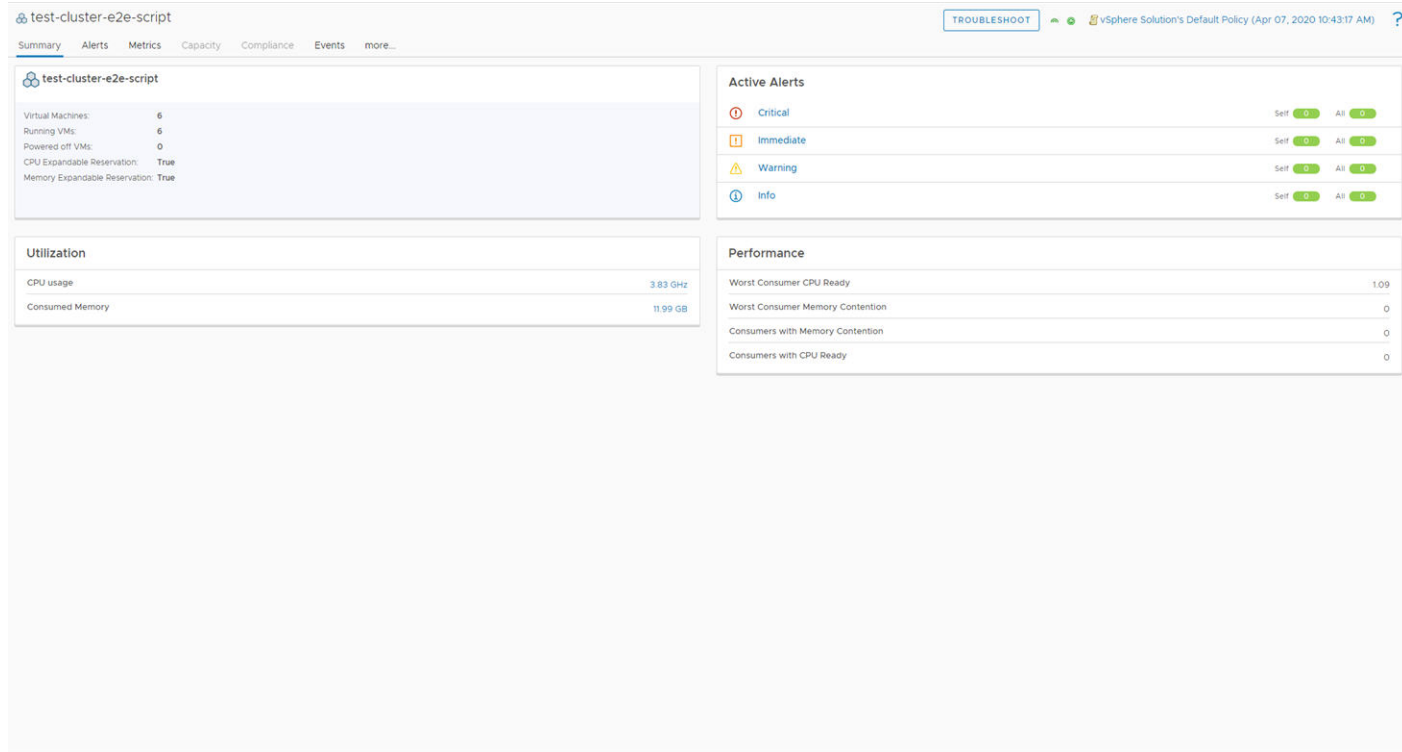 test-cluster-e2e-script
TROUBLESHOOT
vSphere Solution's Default Policy (Apr 07, 2020 10:43:17 AM)
?
Summary Alerts Metrics Capacity Compliance Events more...
test-cluster-e2e-script
Virtual Machines: 6
Running VMs: 6
Powered off VMs: 0
CPU Expandable Reservation: True
Memory Expandable Reservation: True
Active Alerts
Critical Self 0 All 0
Immediate Self 0 All 0
Warning Self 0 All 0
Info Self 0 All 0
Utilization
CPU usage 3.83 GHz
Consumed Memory 11.99 GB
Performance
Worst Consumer CPU Ready 1.09
Worst Consumer Memory Contention 0
Consumers with Memory Contention 0
Consumers with CPU Ready 0